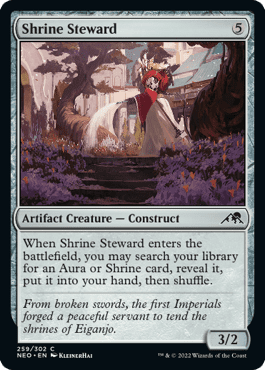 Shrine Steward 5
Artifact Creature — Construct
When Shrine Steward enters the
battlefield, you may search your library
for an Aura or Shrine card, reveal it,
put it into your hand, then shuffle.
From broken swords, the first Imperials
forged a peaceful servant to tend the
shrines of Eiganjo.
3/2
259/302 C
NEO • EN KleinerHai ™ & © 2022 Wizards of the Coast